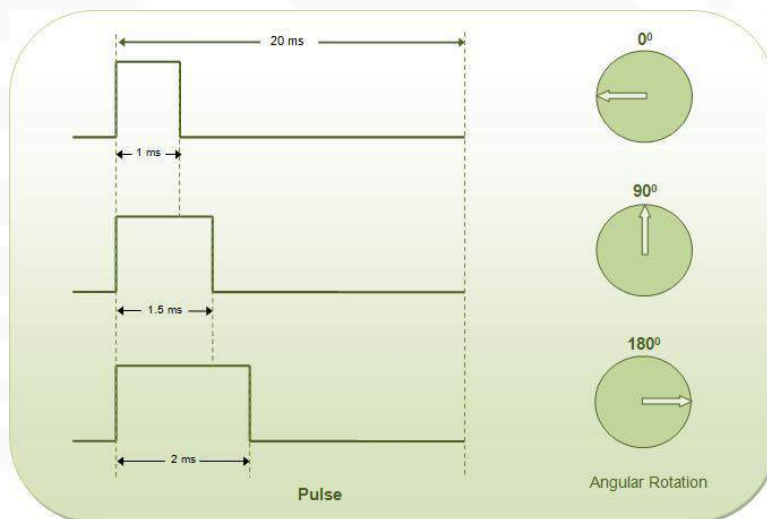 20 ms
0⁰
1 ms
90⁰
1.5 ms
180⁰
2 ms
Pulse
Angular Rotation